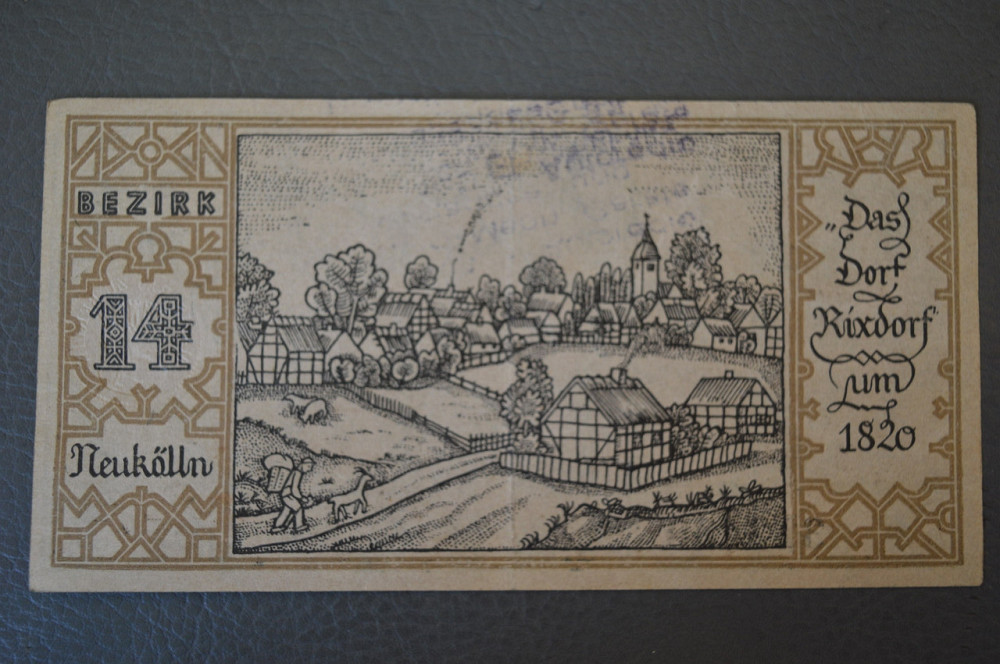 BEZIRK
14
Neukölln
„Das
Dorf
Rixdorf"
um
1820